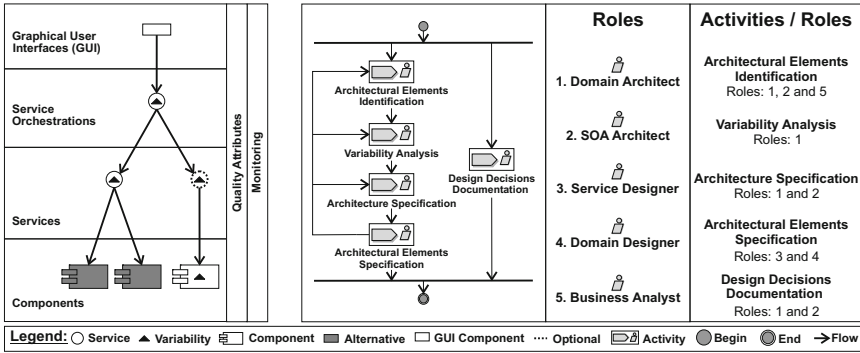 Graphical User
Interfaces (GUI)
Service
Orchestrations
Services
Components
Quality Attributes
Monitoring
Architectural Elements
Identification
Variability Analysis
Architecture Specification
Architectural Elements
Specification
Design Decisions
Documentation
Roles
1. Domain Architect
2. SOA Architect
3. Service Designer
4. Domain Designer
5. Business Analyst
Activities / Roles
Architectural Elements
Identification
Roles: 1, 2 and 5
Variability Analysis
Roles: 1
Architecture Specification
Roles: 1 and 2
Architectural Elements
Specification
Roles: 3 and 4
Design Decisions
Documentation
Roles: 1 and 2
Legend: Service Variability Component Alternative GUI Component Optional Activity Begin End Flow